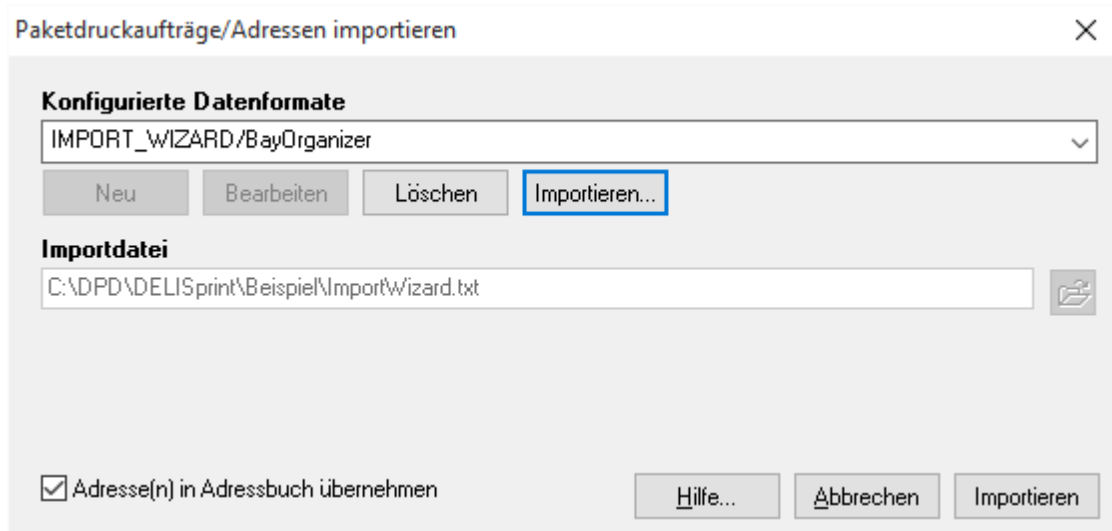 Paketdruckaufträge/Adressen importieren
Konfigurierte Datenformate
IMPORT_WIZARD/BayOrganizer
Neu Bearbeiten Löschen Importieren...
Importdatei
C:\DPD\DELISprint\Beispiel\ImportWizard.txt
Adresse(n) in Adressbuch übernehmen Hilfe... Abbrechen Importieren